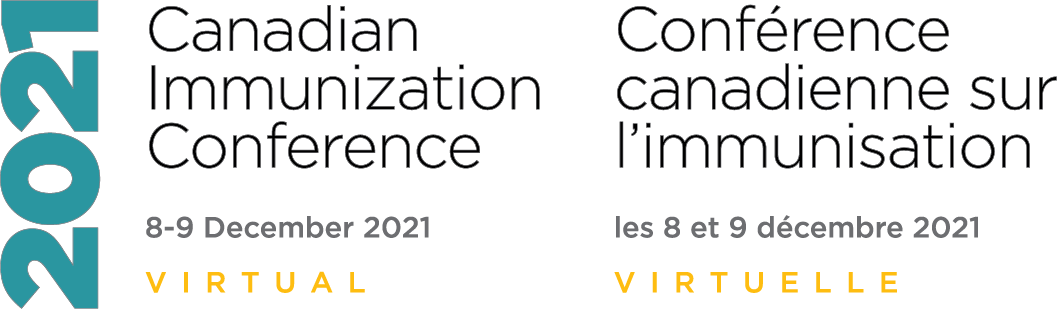 2021
Canadian
Immunization
Conference
8-9 December 2021
VIRTUAL
Conférence
canadienne sur
l’immunisation
les 8 et 9 décembre 2021
VIRTUELLE